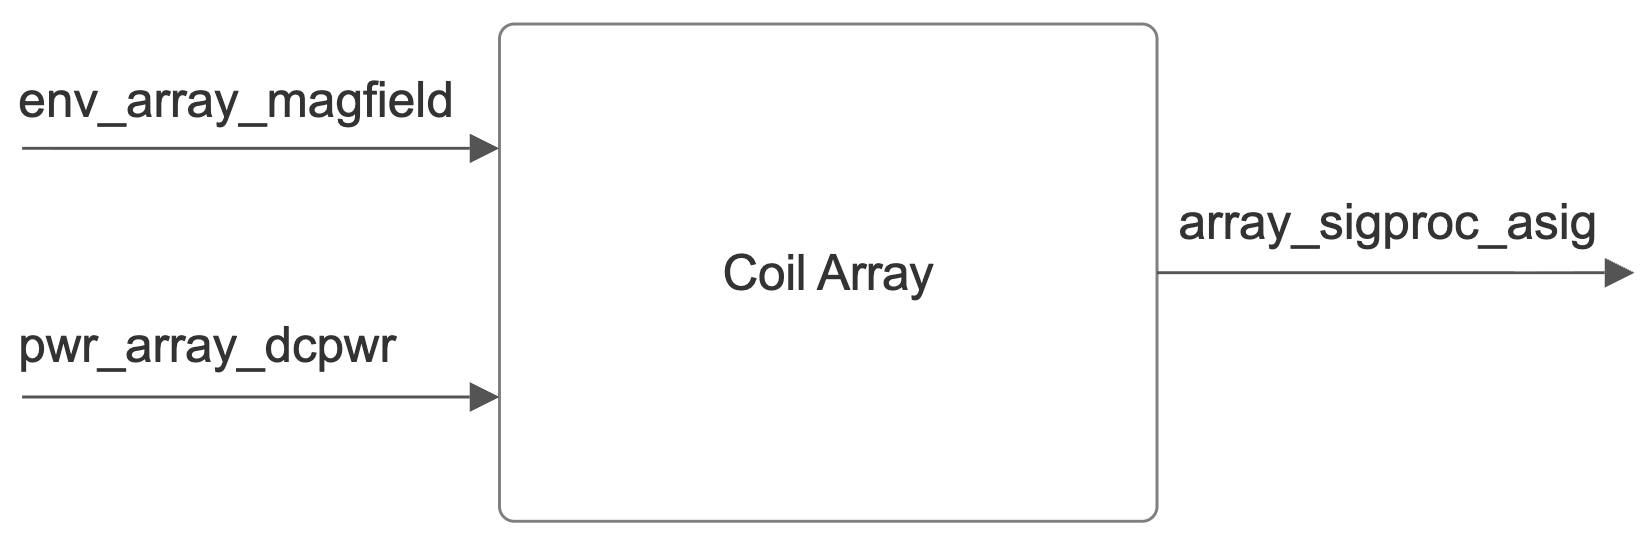 env_array_magfield
pwr_array_dcpwr
Coil Array
array_sigproc_asig